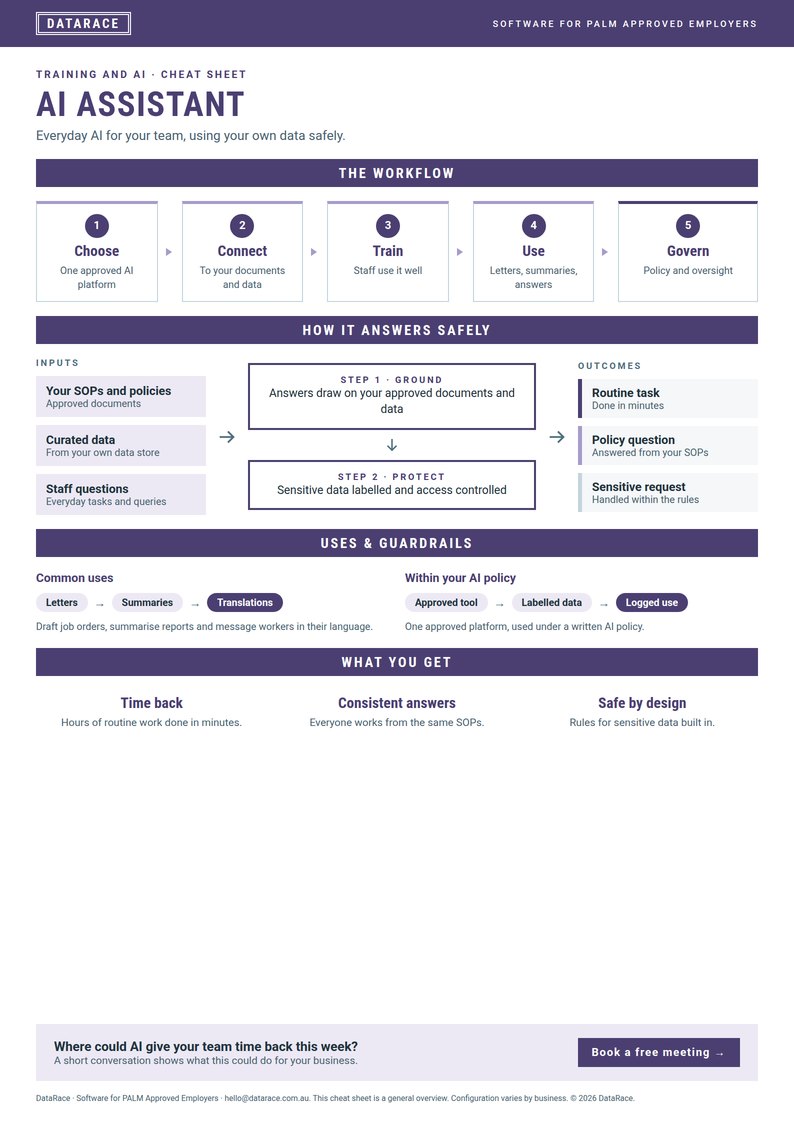 DATARACE
SOFTWARE FOR PALM APPROVED EMPLOYERS
TRAINING AND AI · CHEAT SHEET
AI ASSISTANT
Everyday AI for your team, using your own data safely.
THE WORKFLOW
1
Choose
One approved AI
platform
2
Connect
To your documents
and data
3
Train
Staff use it well
4
Use
Letters, summaries,
answers
5
Govern
Policy and oversight
HOW IT ANSWERS SAFELY
INPUTS
Your SOPs and policies
Approved documents
Curated data
From your own data store
Staff questions
Everyday tasks and queries
→
STEP 1 · GROUND
Answers draw on your approved documents and
data
↓
STEP 2 · PROTECT
Sensitive data labelled and access controlled
→
OUTCOMES
Routine task
Done in minutes
Policy question
Answered from your SOPs
Sensitive request
Handled within the rules
USES & GUARDRAILS
Common uses
Letters → Summaries → Translations
Draft job orders, summarise reports and message workers in their language.
Within your AI policy
Approved tool → Labelled data → Logged use
One approved platform, used under a written AI policy.
WHAT YOU GET
Time back
Hours of routine work done in minutes.
Consistent answers
Everyone works from the same SOPs.
Safe by design
Rules for sensitive data built in.
Where could AI give your team time back this week?
A short conversation shows what this could do for your business.
Book a free meeting →
DataRace · Software for PALM Approved Employers · hello@datarace.com.au. This cheat sheet is a general overview. Configuration varies by business. © 2026 DataRace.